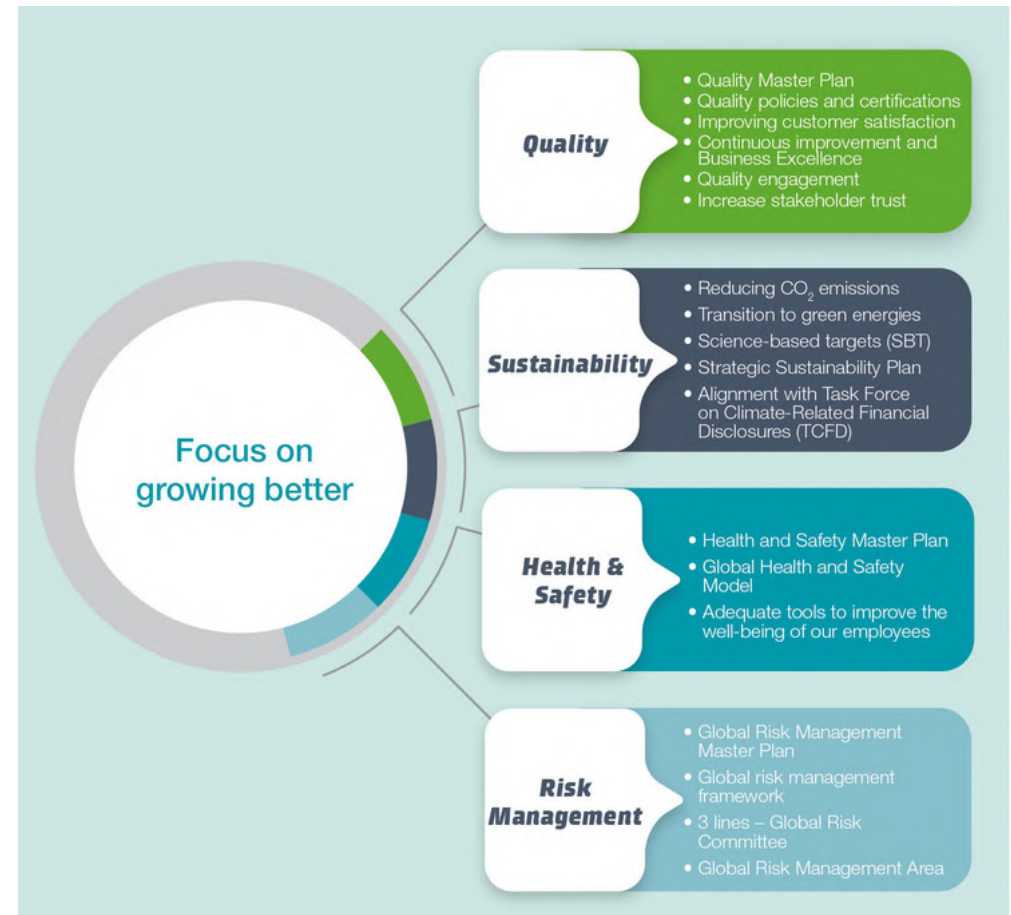 Focus on
growing better
Quality
• Quality Master Plan
• Quality policies and certifications
• Improving customer satisfaction
• Continuous improvement and
Business Excellence
• Quality engagement
• Increase stakeholder trust
Sustainability
• Reducing CO₂ emissions
• Transition to green energies
• Science-based targets (SBT)
• Strategic Sustainability Plan
• Alignment with Task Force
on Climate-Related Financial
Disclosures (TCFD)
Health &
Safety
• Health and Safety Master Plan
• Global Health and Safety
Model
• Adequate tools to improve the
well-being of our employees
Risk
Management
• Global Risk Management
Master Plan
• Global risk management
framework
• 3 lines – Global Risk
Committee
• Global Risk Management Area